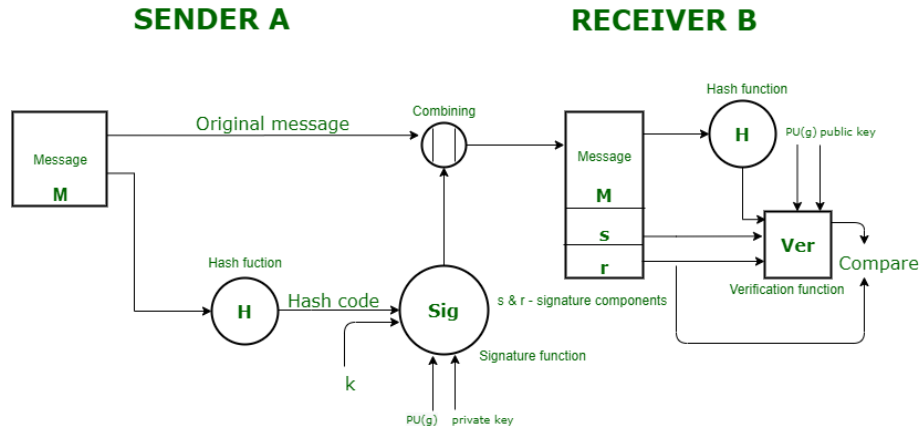 SENDER A
RECEIVER B
Message
M
Original message
Combining
Hash fuction
H
Hash code
k
Sig
s & r - signature components
Signature function
PU(g) private key
Message
M
s
r
Hash function
H
PU(g) public key
Ver
Verification function
Compare